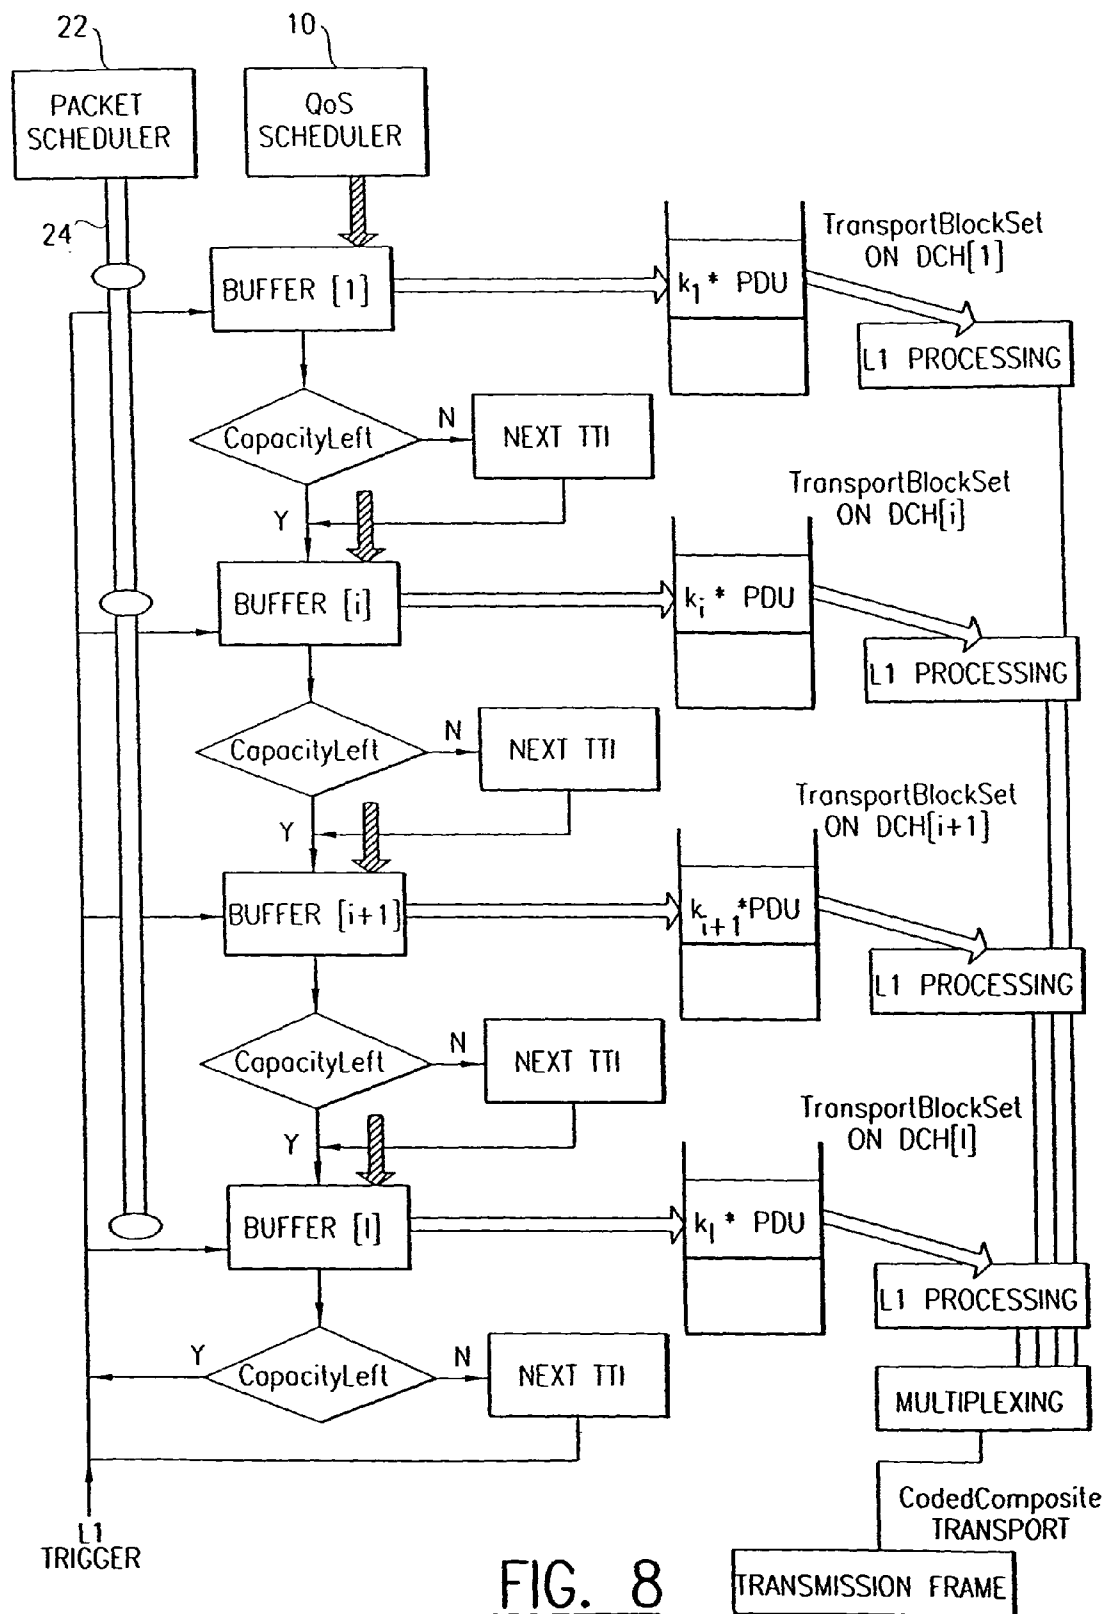 22
10
PACKET
SCHEDULER
QoS
SCHEDULER
24
BUFFER [1]
k1* PDU
TransportBlockSet
ON DCH[1]
L1 PROCESSING
CapacityLeft
N
NEXT TTI
Y
TransportBlockSet
ON DCH[i]
BUFFER [i]
ki* PDU
L1 PROCESSING
CapacityLeft
N
NEXT TTI
Y
TransportBlockSet
ON DCH[i+1]
BUFFER [i+1]
ki+1*PDU
L1 PROCESSING
CapacityLeft
N
NEXT TTI
Y
TransportBlockSet
ON DCH[l]
BUFFER [l]
kl* PDU
L1 PROCESSING
Y
CapacityLeft
N
NEXT TTI
MULTIPLEXING
CodedComposite
TRANSPORT
L1
TRIGGER
FIG. 8
TRANSMISSION FRAME